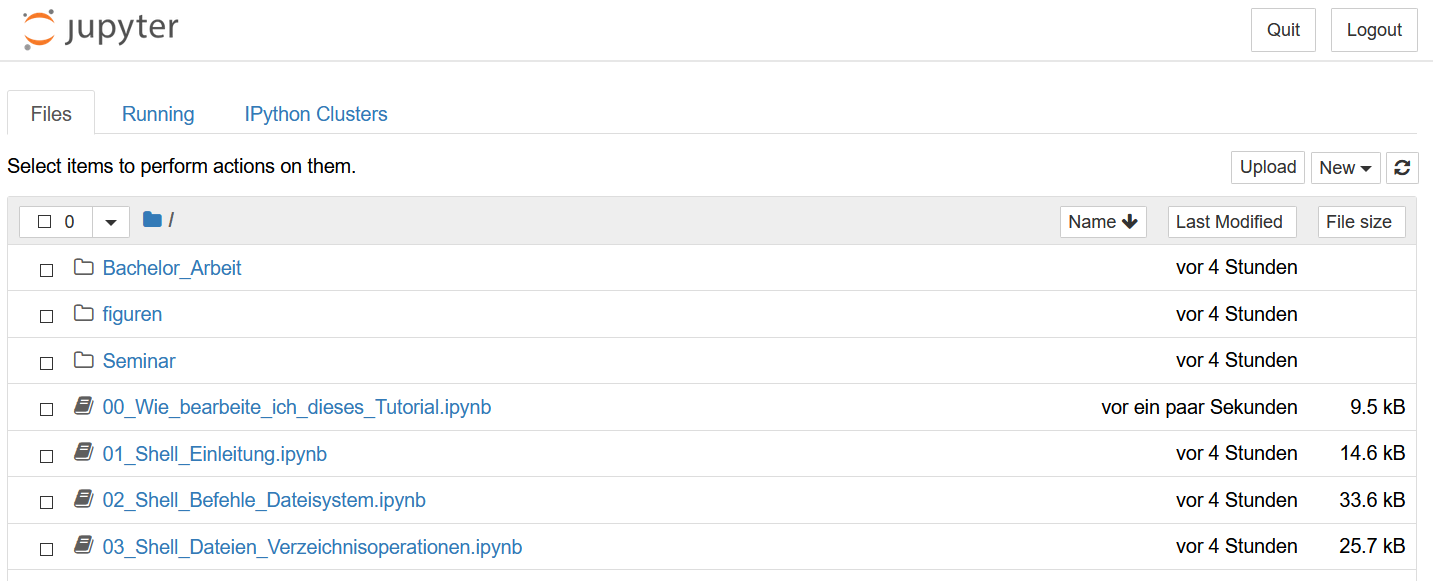 jupyter Quit Logout
Files Running IPython Clusters
Select items to perform actions on them. Upload New
0 / Name Last Modified File size
Bachelor_Arbeit vor 4 Stunden
figuren vor 4 Stunden
Seminar vor 4 Stunden
00_Wie_bearbeite_ich_dieses_Tutorial.ipynb vor ein paar Sekunden 9.5 kB
01_Shell_Einleitung.ipynb vor 4 Stunden 14.6 kB
02_Shell_Befehle_Dateisystem.ipynb vor 4 Stunden 33.6 kB
03_Shell_Dateien_Verzeichnisoperationen.ipynb vor 4 Stunden 25.7 kB